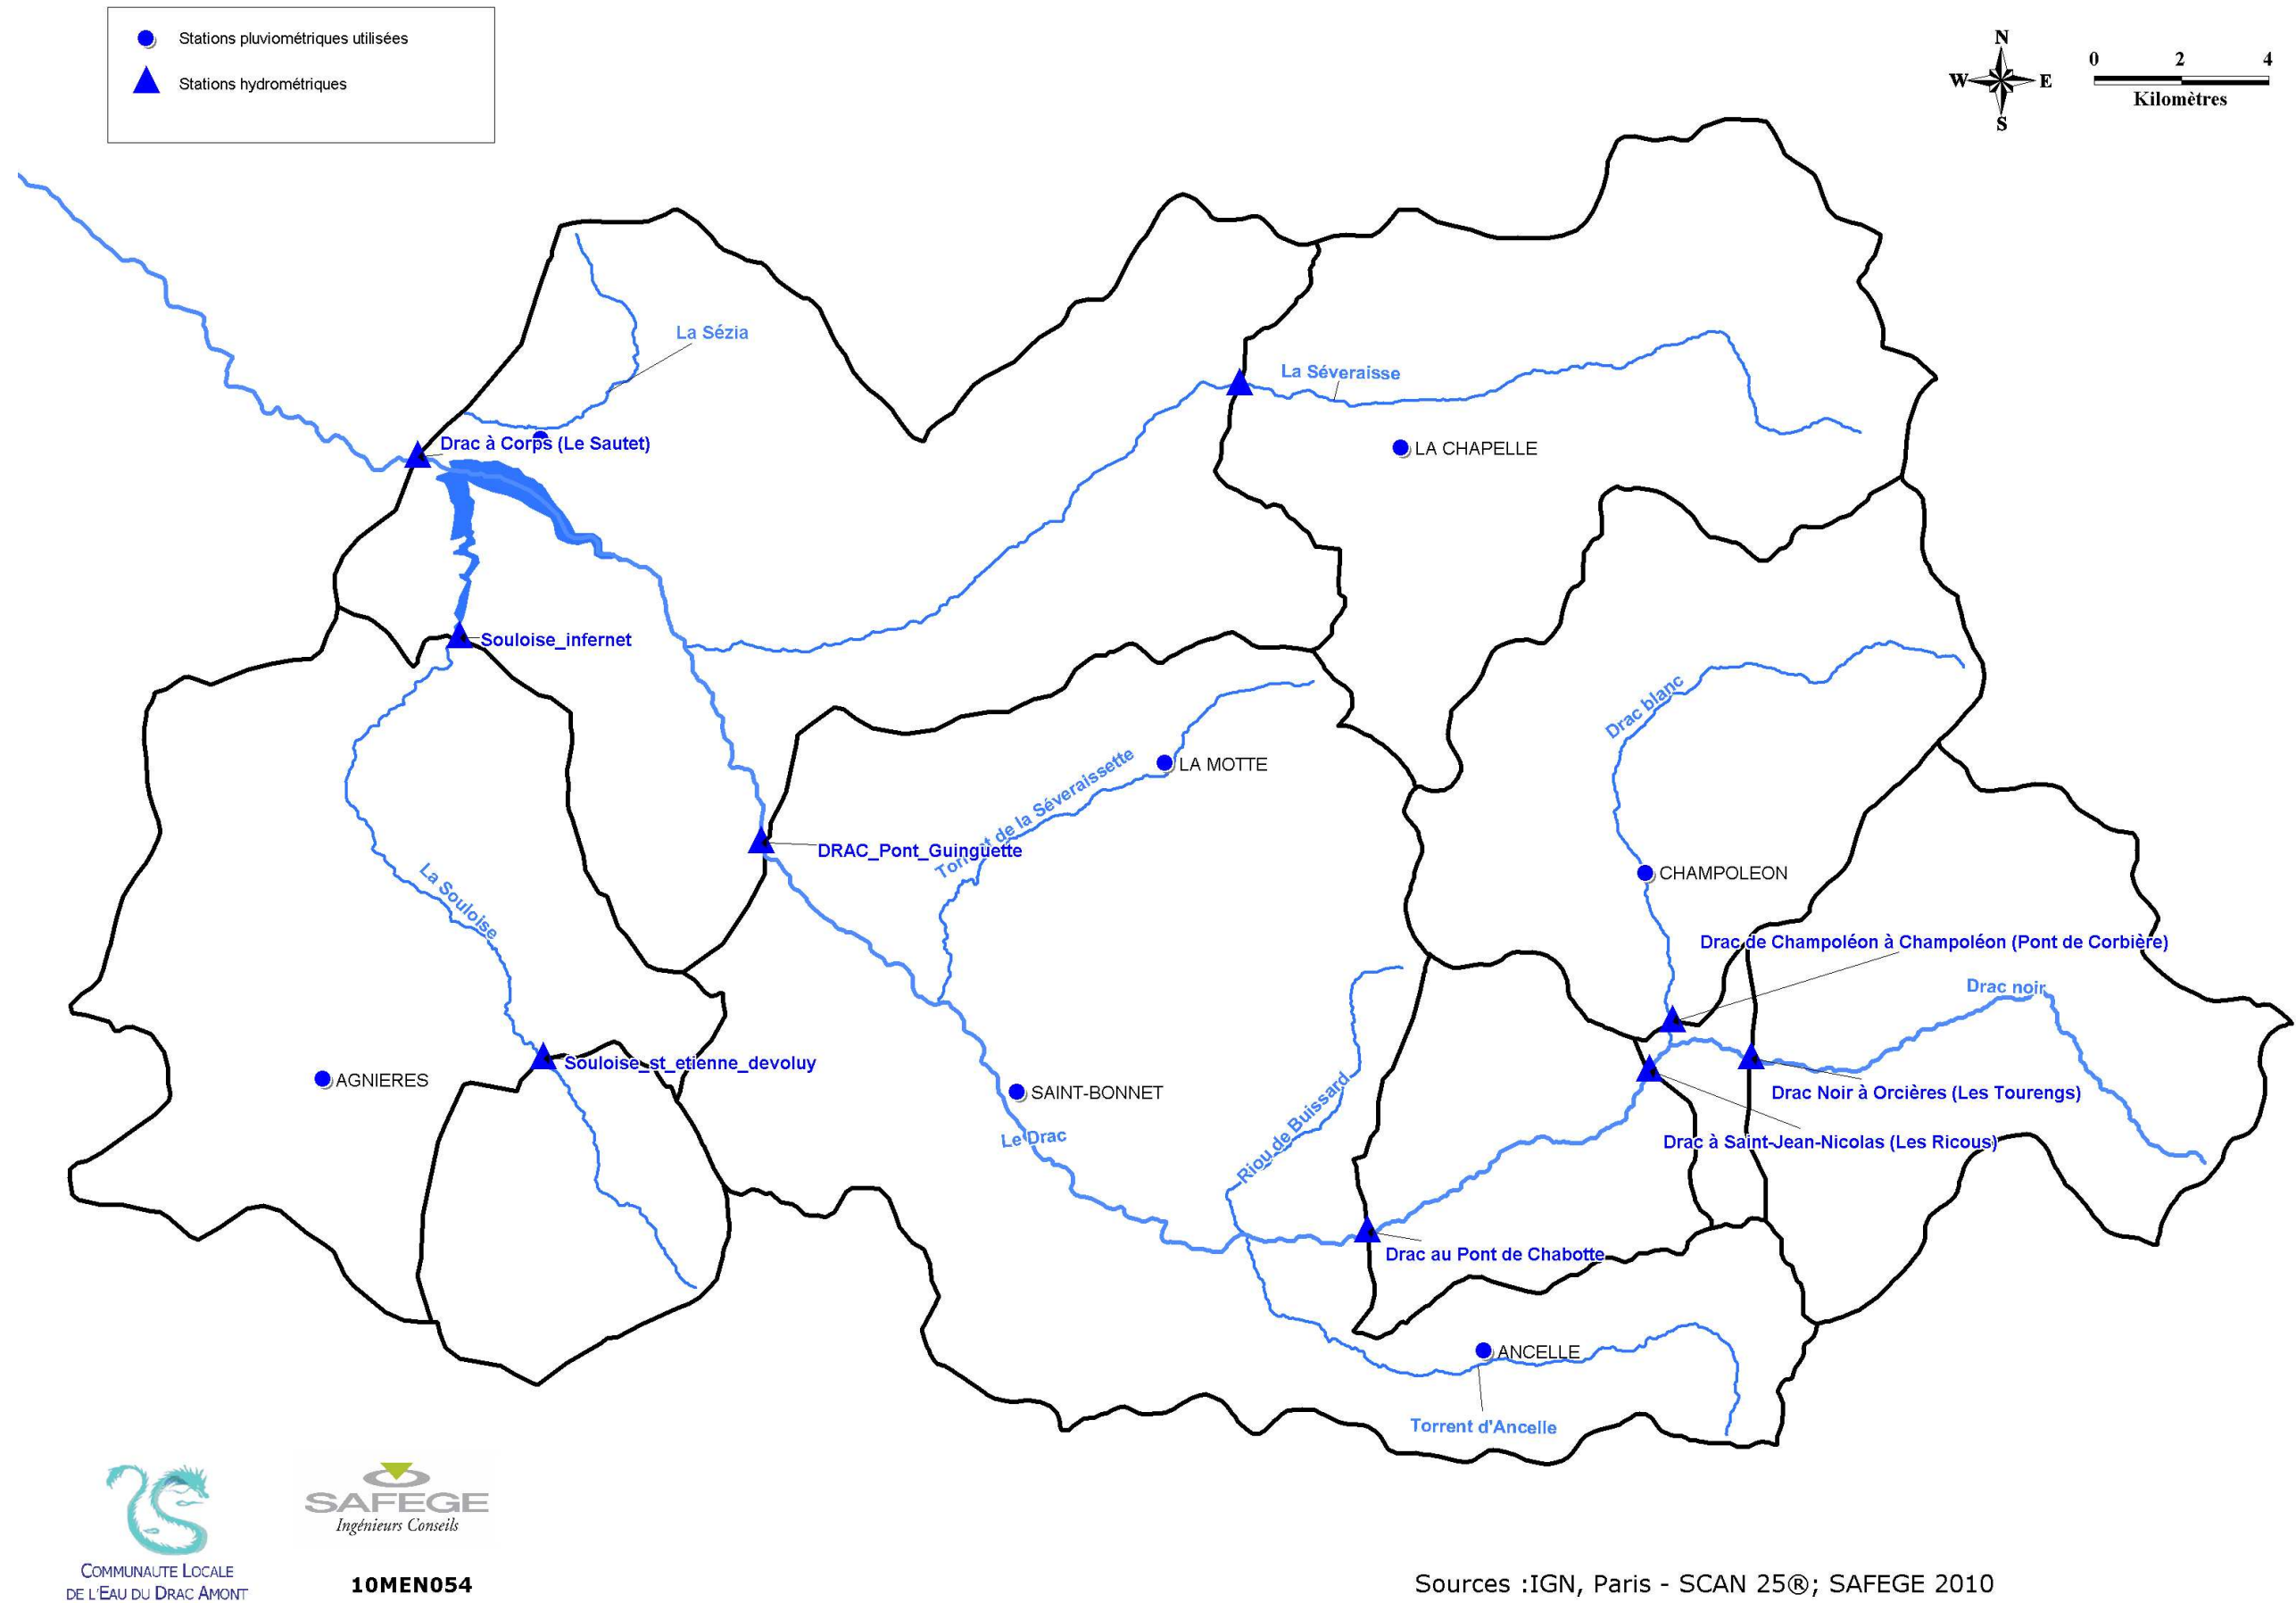 Stations pluviométriques utilisées
Stations hydrométriques
N
W E
S
0 2 4
Kilomètres
La Sézia
La Séveraisse
Drac à Corps (Le Sautet)
LA CHAPELLE
Souloise_infernet
Drac blanc
LA MOTTE
Torrent de la Séveraissette
DRAC_Pont_Guinguette
CHAMPOLEON
La Souloise
Drac de Champoléon à Champoléon (Pont de Corbière)
Drac noir
Souloise_st_etienne_devoluy
AGNIERES
SAINT-BONNET
Drac Noir à Orcières (Les Tourengs)
Le Drac
Riou de Buissard
Drac à Saint-Jean-Nicolas (Les Ricous)
Drac au Pont de Chabotte
ANCELLE
Torrent d'Ancelle
COMMUNAUTE LOCALE
DE L'EAU DU DRAC AMONT
SAFEGE
Ingénieurs Conseils
10MEN054
Sources :IGN, Paris - SCAN 25®; SAFEGE 2010